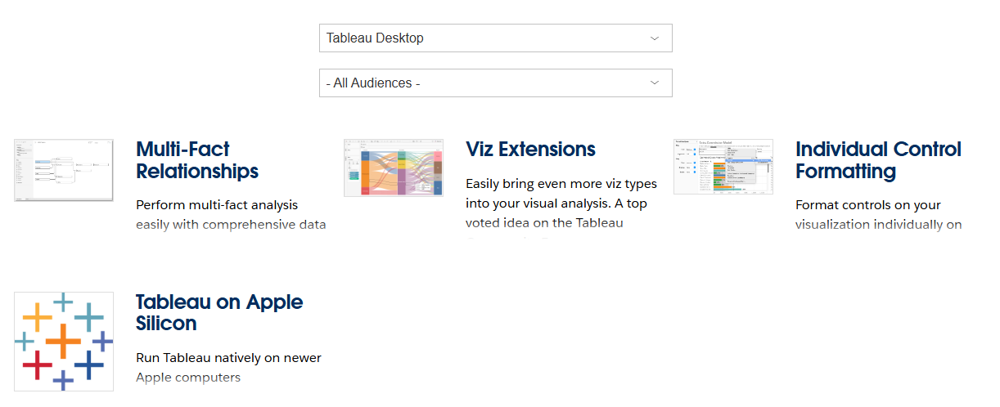 Tableau Desktop
- All Audiences -
Multi-Fact
Relationships
Perform multi-fact analysis
easily with comprehensive data
Viz Extensions
Easily bring even more viz types
into your visual analysis. A top
voted idea on the Tableau
Individual Control
Formatting
Format controls on your
visualization individually on
Tableau on Apple
Silicon
Run Tableau natively on newer
Apple computers